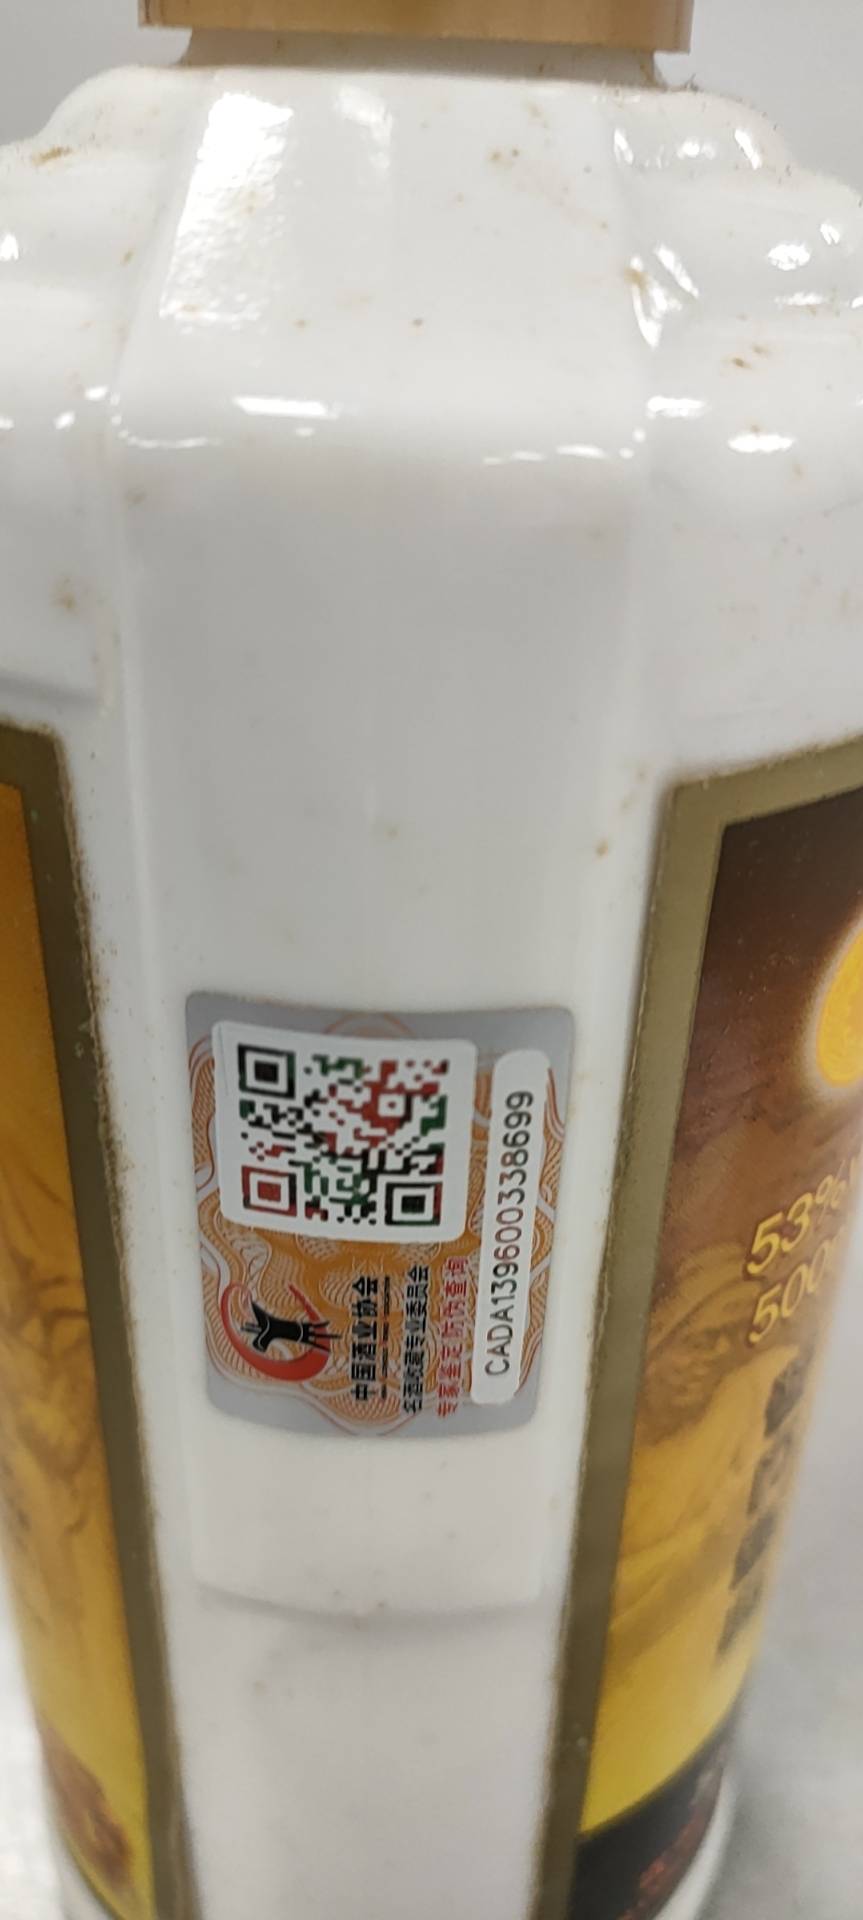 中国酒业协会
名酒收藏专业委员会
专家鉴定防伪查询
CADA139600338699
53%
500